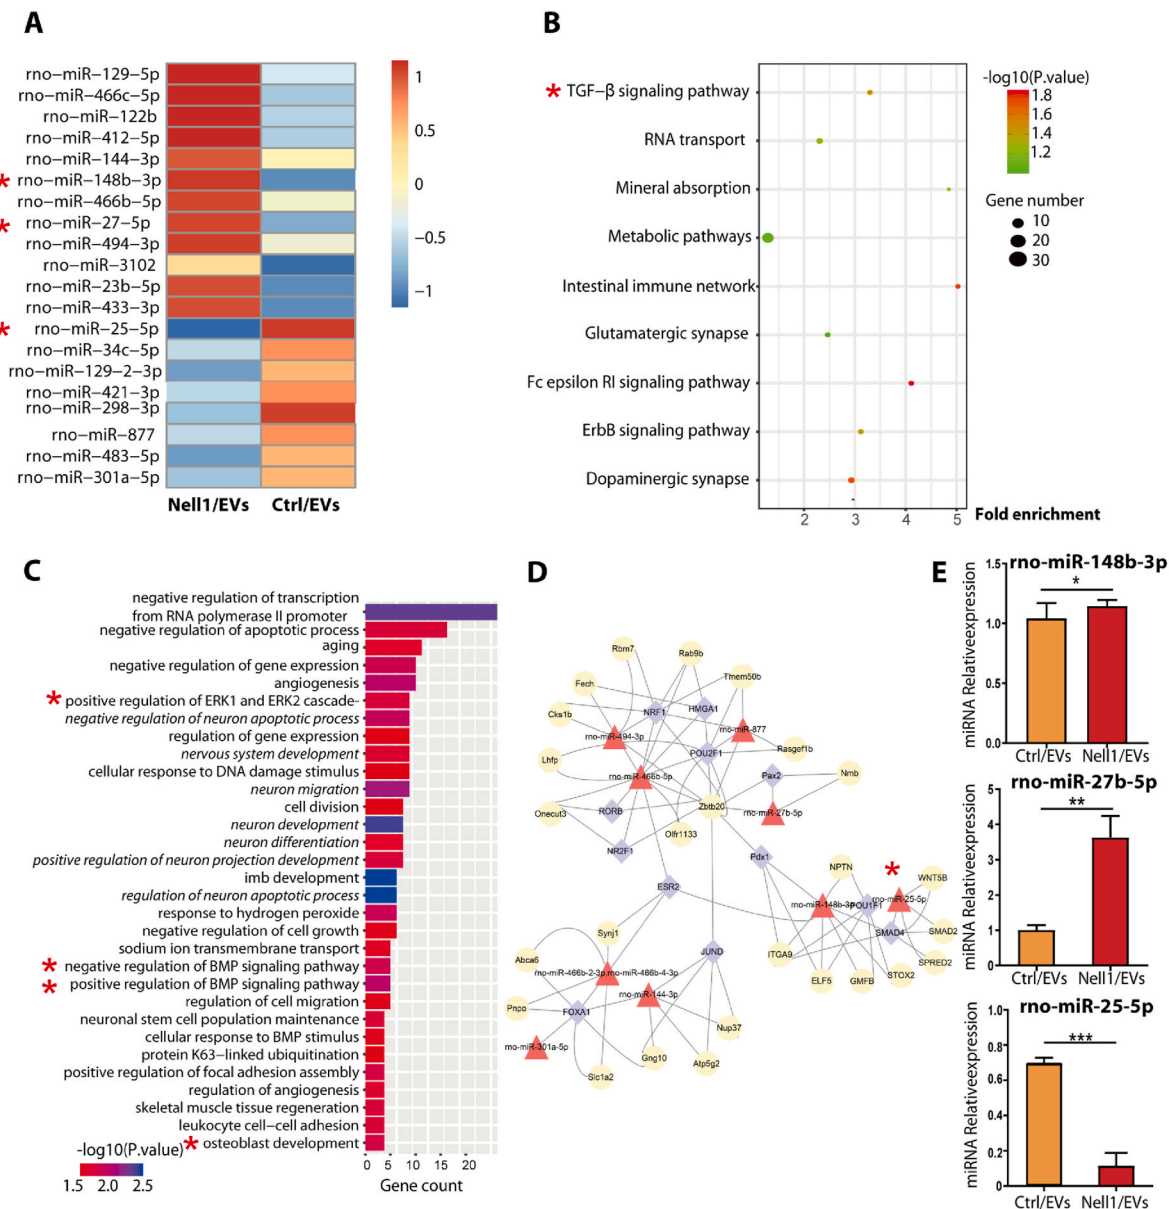 A
rno-miR-129-5p
rno-miR-466c-5p
rno-miR-122b
rno-miR-412-5p
rno-miR-144-3p
* rno-miR-148b-3p
rno-miR-466b-5p
* rno-miR-27-5p
rno-miR-494-3p
rno-miR-3102
rno-miR-23b-5p
rno-miR-433-3p
* rno-miR-25-5p
rno-miR-34c-5p
rno-miR-129-2-3p
rno-miR-421-3p
rno-miR-298-3p
rno-miR-877
rno-miR-483-5p
rno-miR-301a-5p
Nell1/EVs Ctrl/EVs
1
0.5
0
−0.5
−1
B
* TGF-β signaling pathway
RNA transport
Mineral absorption
Metabolic pathways
Intestinal immune network
Glutamatergic synapse
Fc epsilon RI signaling pathway
ErbB signaling pathway
Dopaminergic synapse
2 3 4 5 Fold enrichment
-log10(P.value)
1.8
1.6
1.4
1.2
Gene number
10
20
30
C
negative regulation of transcription
from RNA polymerase II promoter
negative regulation of apoptotic process
aging
negative regulation of gene expression
angiogenesis
* positive regulation of ERK1 and ERK2 cascade-
negative regulation of neuron apoptotic process
regulation of gene expression
nervous system development
cellular response to DNA damage stimulus
neuron migration
cell division
neuron development
neuron differentiation
positive regulation of neuron projection development
imb development
regulation of neuron apoptotic process
response to hydrogen peroxide
negative regulation of cell growth
sodium ion transmembrane transport
* negative regulation of BMP signaling pathway
* positive regulation of BMP signaling pathway
regulation of cell migration
neuronal stem cell population maintenance
cellular response to BMP stimulus
protein K63-linked ubiquitination
positive regulation of focal adhesion assembly
regulation of angiogenesis
skeletal muscle tissue regeneration
leukocyte cell-cell adhesion
* osteoblast development
0 5 10 15 20
Gene count
-log10(P.value)
1.5 2.0 2.5
D
Rbm7
Rab9b
Fech
Tmem50b
Cks1b
NRF1
HMGA1
rno-miR-494-3p
rno-miR-877
Lhfp
POU2F1
Rasgef1b
rno-miR-466b-5p
Pax2
Nmb
Onecut3
RORB
Zbtb20
rno-miR-27b-5p
Olfr1133
NR2F1
Pdx1
ESR2
NPTN
*
WNT5B
rno-miR-148b-3p
POU1F1
rno-miR-25-5p
Synj1
SMAD4
SMAD2
Abca6
JUND
ITGA9
SPRED2
rno-miR-466b-2-3p,rno-miR-466b-4-3p
ELF5
GMFB
STOX2
rno-miR-144-3p
Pnpo
FOXA1
Nup37
rno-miR-301a-5p
Gng10
Atp5g2
Slc1a2
E
rno-miR-148b-3p
miRNA Relativeexpression
1.5
1.0
0.5
0.0
*
Ctrl/EVs Nell1/EVs
rno-miR-27b-5p
miRNA Relativeexpression
5
4
3
2
1
0
**
Ctrl/EVs Nell1/EVs
rno-miR-25-5p
miRNA Relativeexpression
1.0
0.8
0.6
0.4
0.2
0
***
Ctrl/EVs Nell1/EVs